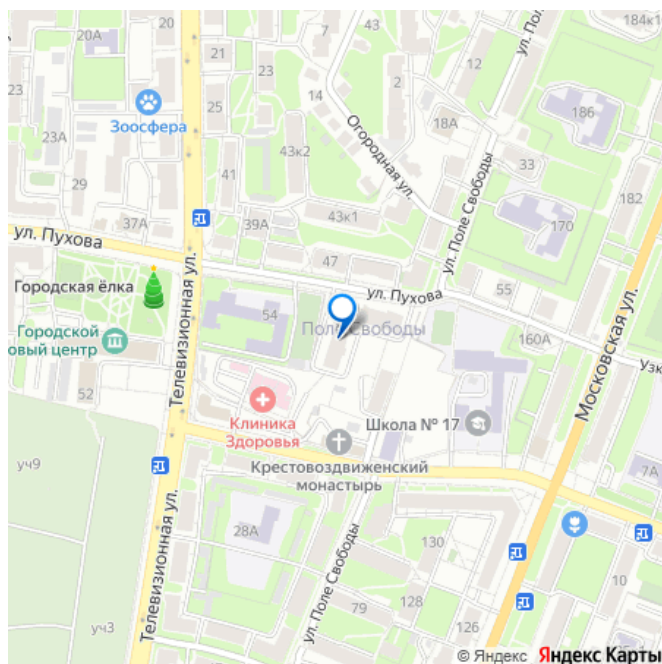 20А
7
43
ул. Поле
184к1
21
23
2
12
Зоосфера
25
14
18А
186
23А
43к2
Огородная ул.
ул. Поле Свободы
33
29
41
182
37А
39А
43к1
170
ул. Пухова
47
55
Городская ёлка
ул. Пухова
54
Поле Свободы
160А
Городской
овый центр
Узк
52
Телевизионная ул.
Московская ул.
Клиника
Здоровья
Школа № 17
уч9
Крестовоздвиженский
монастырь
7А
28А
130
Телевизионная ул.
ул. Поле Свободы
10
79
128
уч3
126
© Яндекс Яндекс Карты